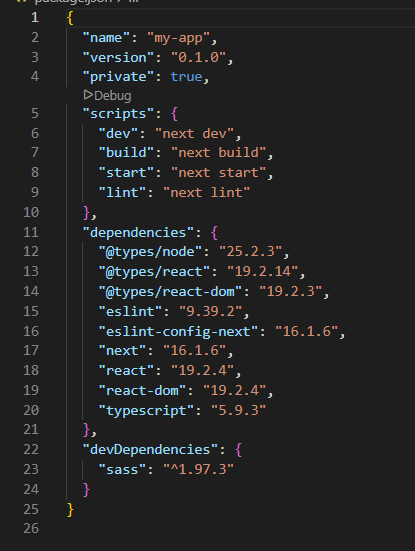 package.json > ...
1 {
2 "name": "my-app",
3 "version": "0.1.0",
4 "private": true,
Debug
5 "scripts": {
6 "dev": "next dev",
7 "build": "next build",
8 "start": "next start",
9 "lint": "next lint"
10 },
11 "dependencies": {
12 "@types/node": "25.2.3",
13 "@types/react": "19.2.14",
14 "@types/react-dom": "19.2.3",
15 "eslint": "9.39.2",
16 "eslint-config-next": "16.1.6",
17 "next": "16.1.6",
18 "react": "19.2.4",
19 "react-dom": "19.2.4",
20 "typescript": "5.9.3"
21 },
22 "devDependencies": {
23 "sass": "^1.97.3"
24 }
25 }
26